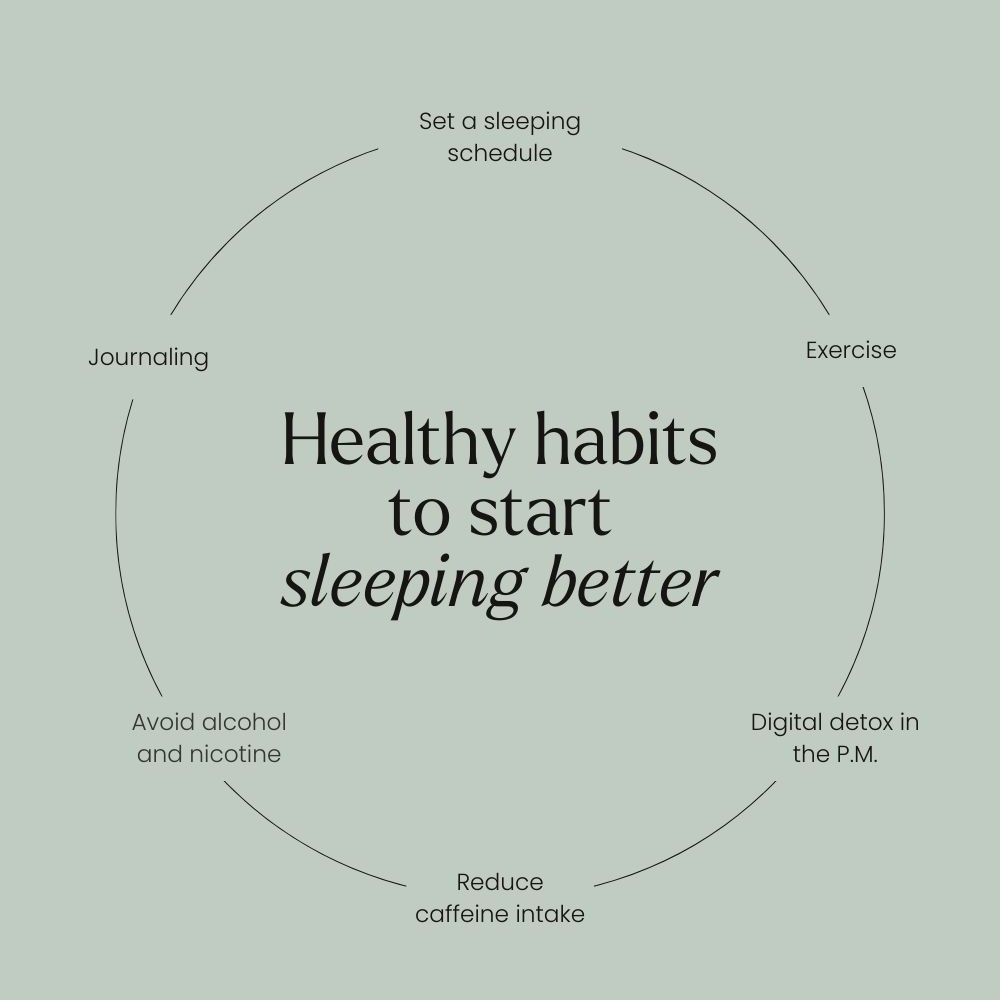 Set a sleeping
schedule
Exercise
Journaling
Healthy habits
to start
sleeping better
Avoid alcohol
and nicotine
Digital detox in
the P.M.
Reduce
caffeine intake